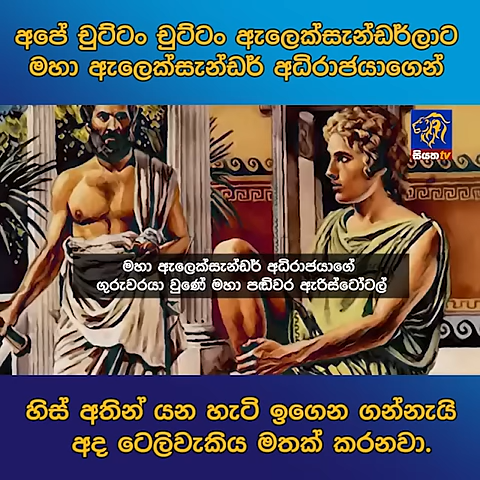 අපේ චුට්ටං චුට්ටං ඇලෙක්සැන්ඩර්ලාට
මහා ඇලෙක්සැන්ඩර් අධිරාජයාගෙන්
සියත tv
මහා ඇලෙක්සැන්ඩර් අධිරාජයාගේ
ගුරුවරයා වුණේ මහා පඬිවර ඇරිස්ටෝටල්
හිස් අතින් යන හැටි ඉගෙන ගන්නැයි
අද ටෙලිවැකිය මතක් කරනවා.